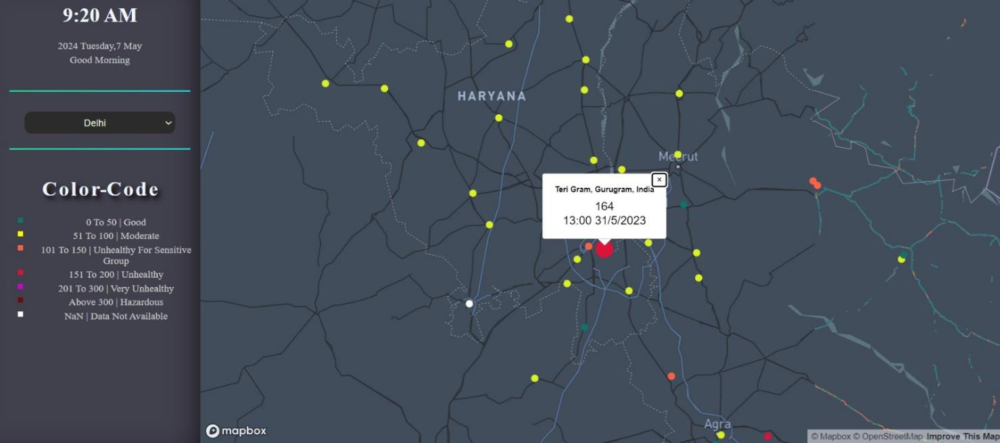 9:20 AM
2024 Tuesday,7 May
Good Morning
Delhi
Color-Code
0 To 50 | Good
51 To 100 | Moderate
101 To 150 | Unhealthy For Sensitive
Group
151 To 200 | Unhealthy
201 To 300 | Very Unhealthy
Above 300 | Hazardous
NaN | Data Not Available
HARYANA
Meerut
×
Teri Gram, Gurugram, India
164
13:00 31/5/2023
Agra
mapbox
© Mapbox © OpenStreetMap Improve This Map